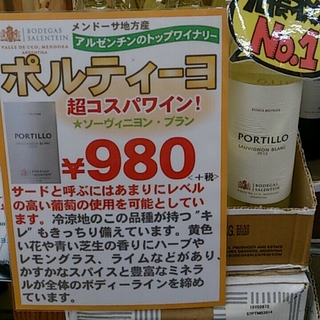 BODEGAS
SALENTEIN
VALLE DE UCO, MENDOZA
ARGENTINA
メンドーサ地方産
アルゼンチンのトップワイナリー
ポルティーヨ
超コスパワイン!
★ソーヴィニヨン・ブラン
PORTILLO
¥980
<+税>
サードと呼ぶにはあまりにレベル
の高い葡萄の使用を可能としてい
ます。冷涼地のこの品種が持つ"キ
レ"もきっちり備えています。黄色
い花や青い芝生の香りにハーブや
レモングラス、ライムなどがあり、
かすかなスパイスと豊富なミネラ
ルが全体のボディーラインを締め
ています。
No.1
PORTILLO
SAUVIGNON BLANC
BODEGAS
SALENTEIN